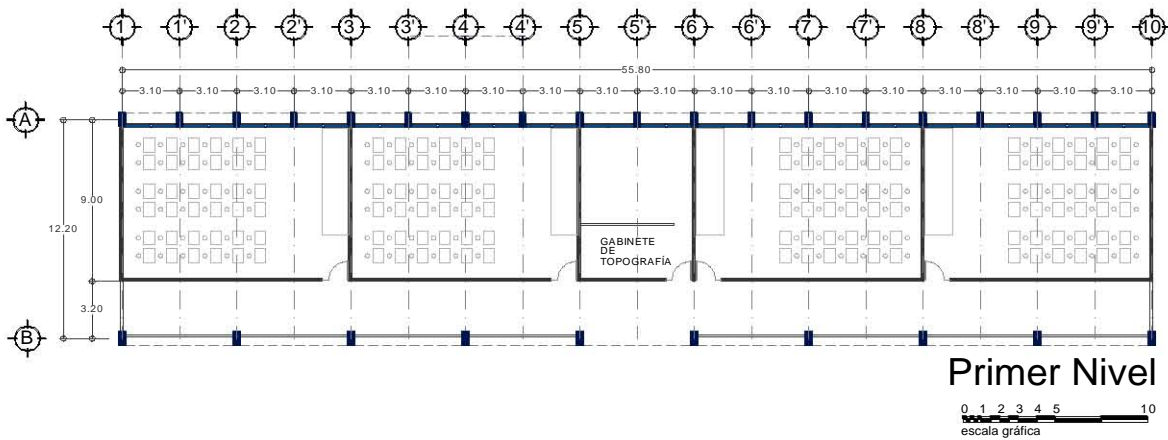 1 1' 2 2' 3 3' 4 4' 5 5' 6 6' 7 7' 8 8' 9 9' 10
55.80
3.10 3.10 3.10 3.10 3.10 3.10 3.10 3.10 3.10 3.10 3.10 3.10 3.10 3.10 3.10 3.10 3.10 3.10
A
9.00
12.20
GABINETE
DE
TOPOGRAFÍA
3.20
B
Primer Nivel
0 1 2 3 4 5 10
escala gráfica